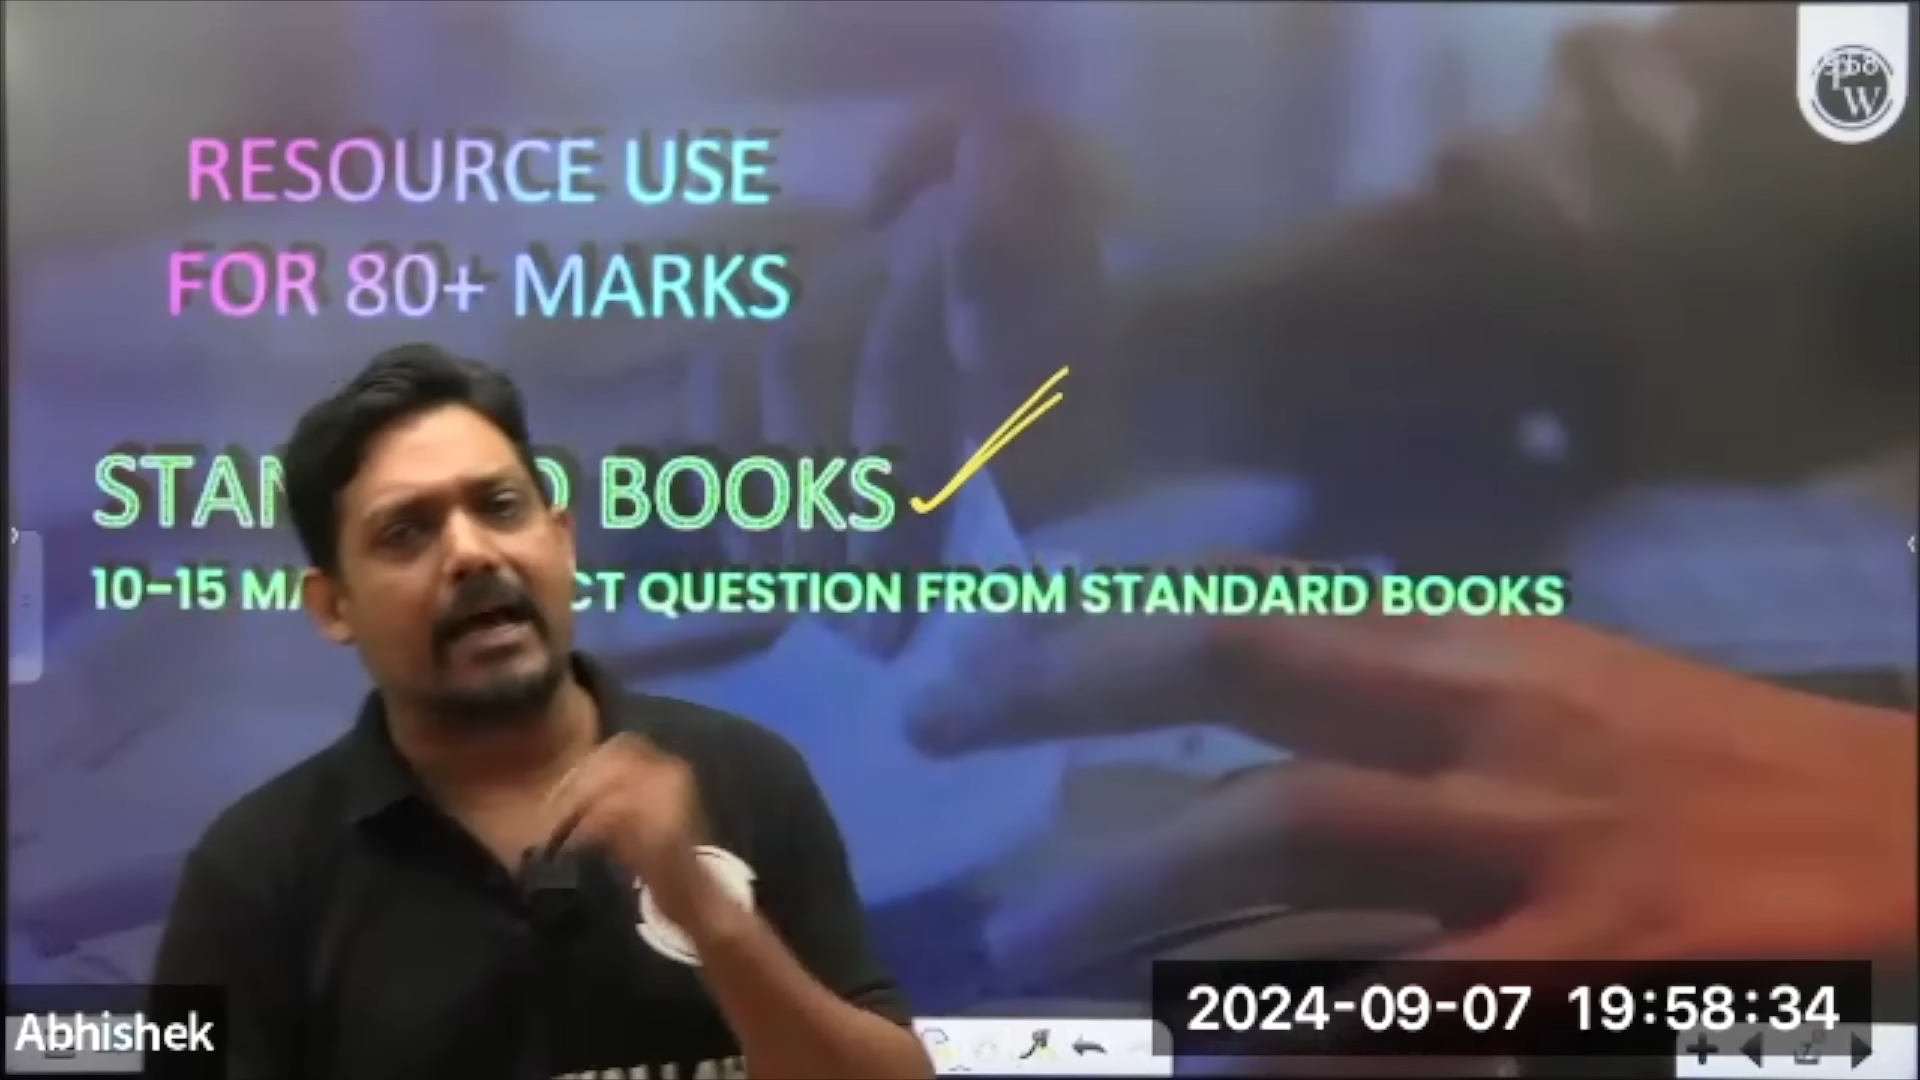 PW
RESOURCE USE
FOR 80+ MARKS
BOOKS
10-15 QUESTION FROM STANDARD BOOKS
Abhishek
2024-09-07 19:58:34